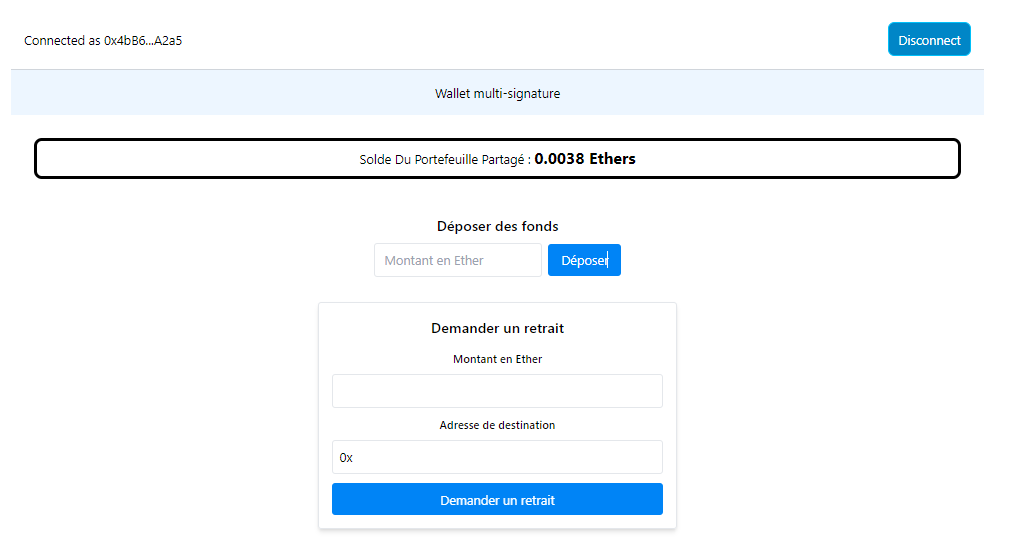 Connected as 0x4bB6...A2a5
Disconnect
Wallet multi-signature
Solde Du Portefeuille Partagé : 0.0038 Ethers
Déposer des fonds
Montant en Ether
Déposer
Demander un retrait
Montant en Ether
Adresse de destination
0x
Demander un retrait